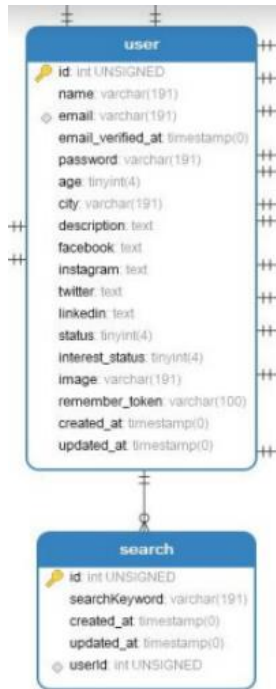 user
id: int UNSIGNED
name: varchar(191)
email: varchar(191)
email_verified_at: timestamp(0)
password: varchar(191)
age: tinyint(4)
city: varchar(191)
description: text
facebook: text
instagram: text
twitter: text
linkedin: text
status: tinyint(4)
interest_status: tinyint(4)
image: varchar(191)
remember_token: varchar(100)
created_at: timestamp(0)
updated_at: timestamp(0)
search
id: int UNSIGNED
searchKeyword: varchar(191)
created_at: timestamp(0)
updated_at: timestamp(0)
userId: int UNSIGNED